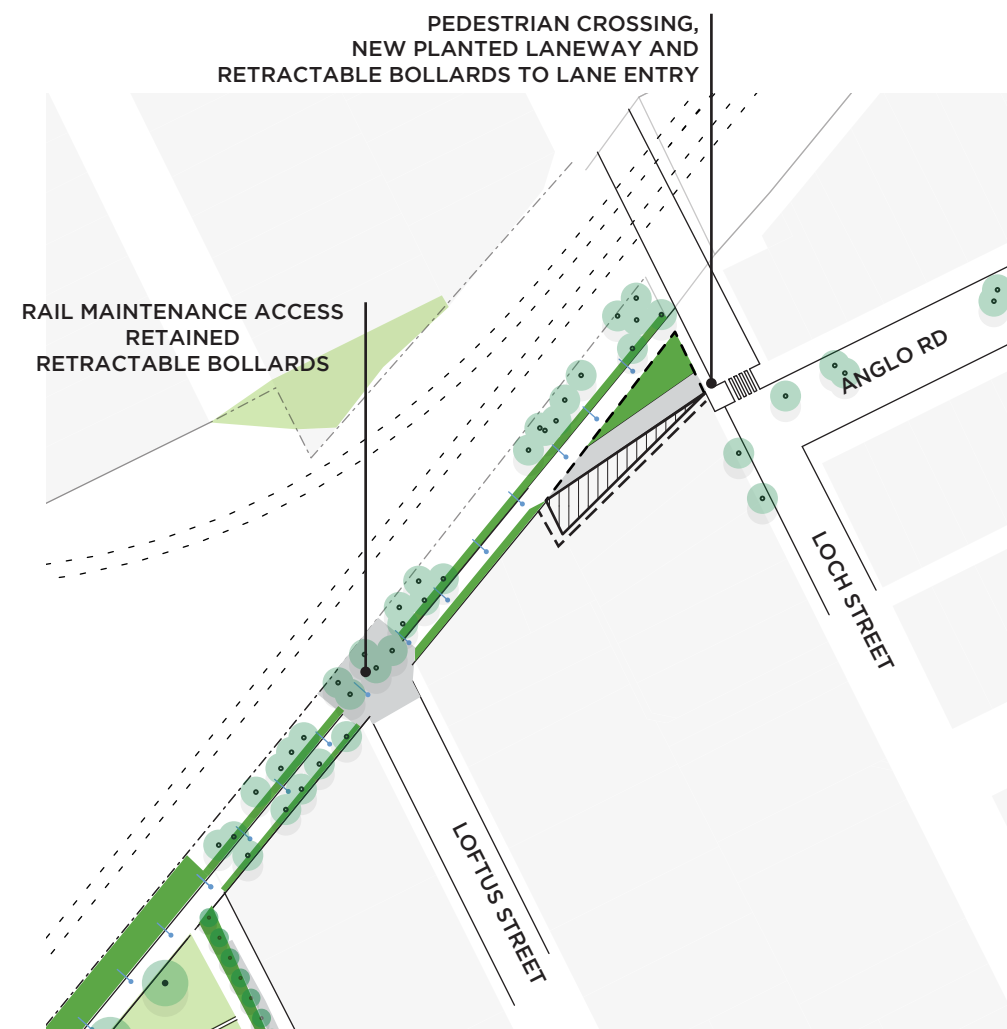 PEDESTRIAN CROSSING,
NEW PLANTED LANEWAY AND
RETRACTABLE BOLLARDS TO LANE ENTRY
RAIL MAINTENANCE ACCESS
RETAINED
RETRACTABLE BOLLARDS
ANGLO RD
LOCH STREET
LOFTUS STREET